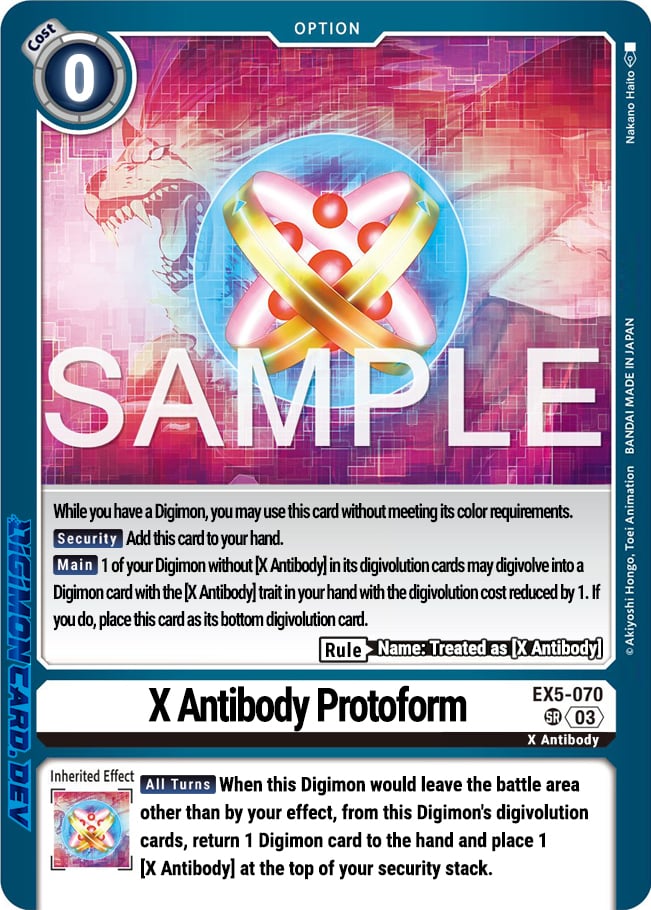 Cost
OPTION
0
Nakano Haito
SAMPLE
©Akiyoshi Hongo, Toei Animation BANDAI MADE IN JAPAN
While you have a Digimon, you may use this card without meeting its color requirements.
Security Add this card to your hand.
Main 1 of your Digimon without [X Antibody] in its digivolution cards may digivolve into a
Digimon card with the [X Antibody] trait in your hand with the digivolution cost reduced by 1. If
you do, place this card as its bottom digivolution card.
Rule Name: Treated as [X Antibody]
DIGIMONCARD.DEV
X Antibody Protoform
EX5-070
SR 03
X Antibody
Inherited Effect
All Turns When this Digimon would leave the battle area
other than by your effect, from this Digimon's digivolution
cards, return 1 Digimon card to the hand and place 1
[X Antibody] at the top of your security stack.